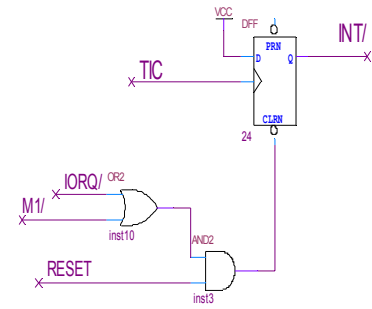 VCC
DFF
INT/
PRN
D
Q
TIC
CLRN
24
IORQ/
OR2
M1/
inst10
AND2
RESET
inst3